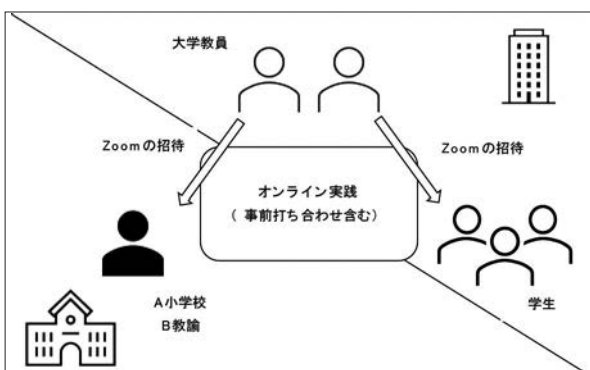 大学教員
Zoomの招待
Zoomの招待
オンライン実践
( 事前打ち合わせ含む)
A小学校
B教諭
学生